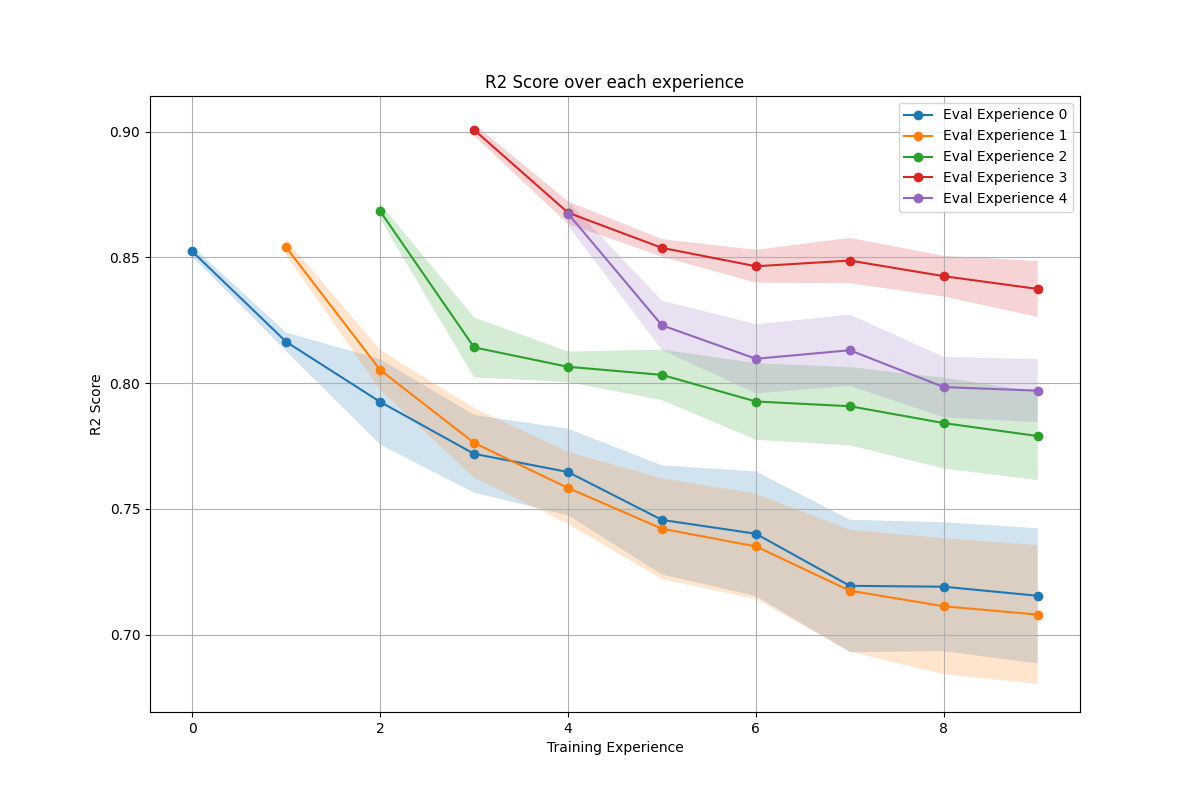 R2 Score over each experience
Eval Experience 0
Eval Experience 1
Eval Experience 2
Eval Experience 3
Eval Experience 4
R2 Score
0.90
0.85
0.80
0.75
0.70
0 2 4 6 8
Training Experience